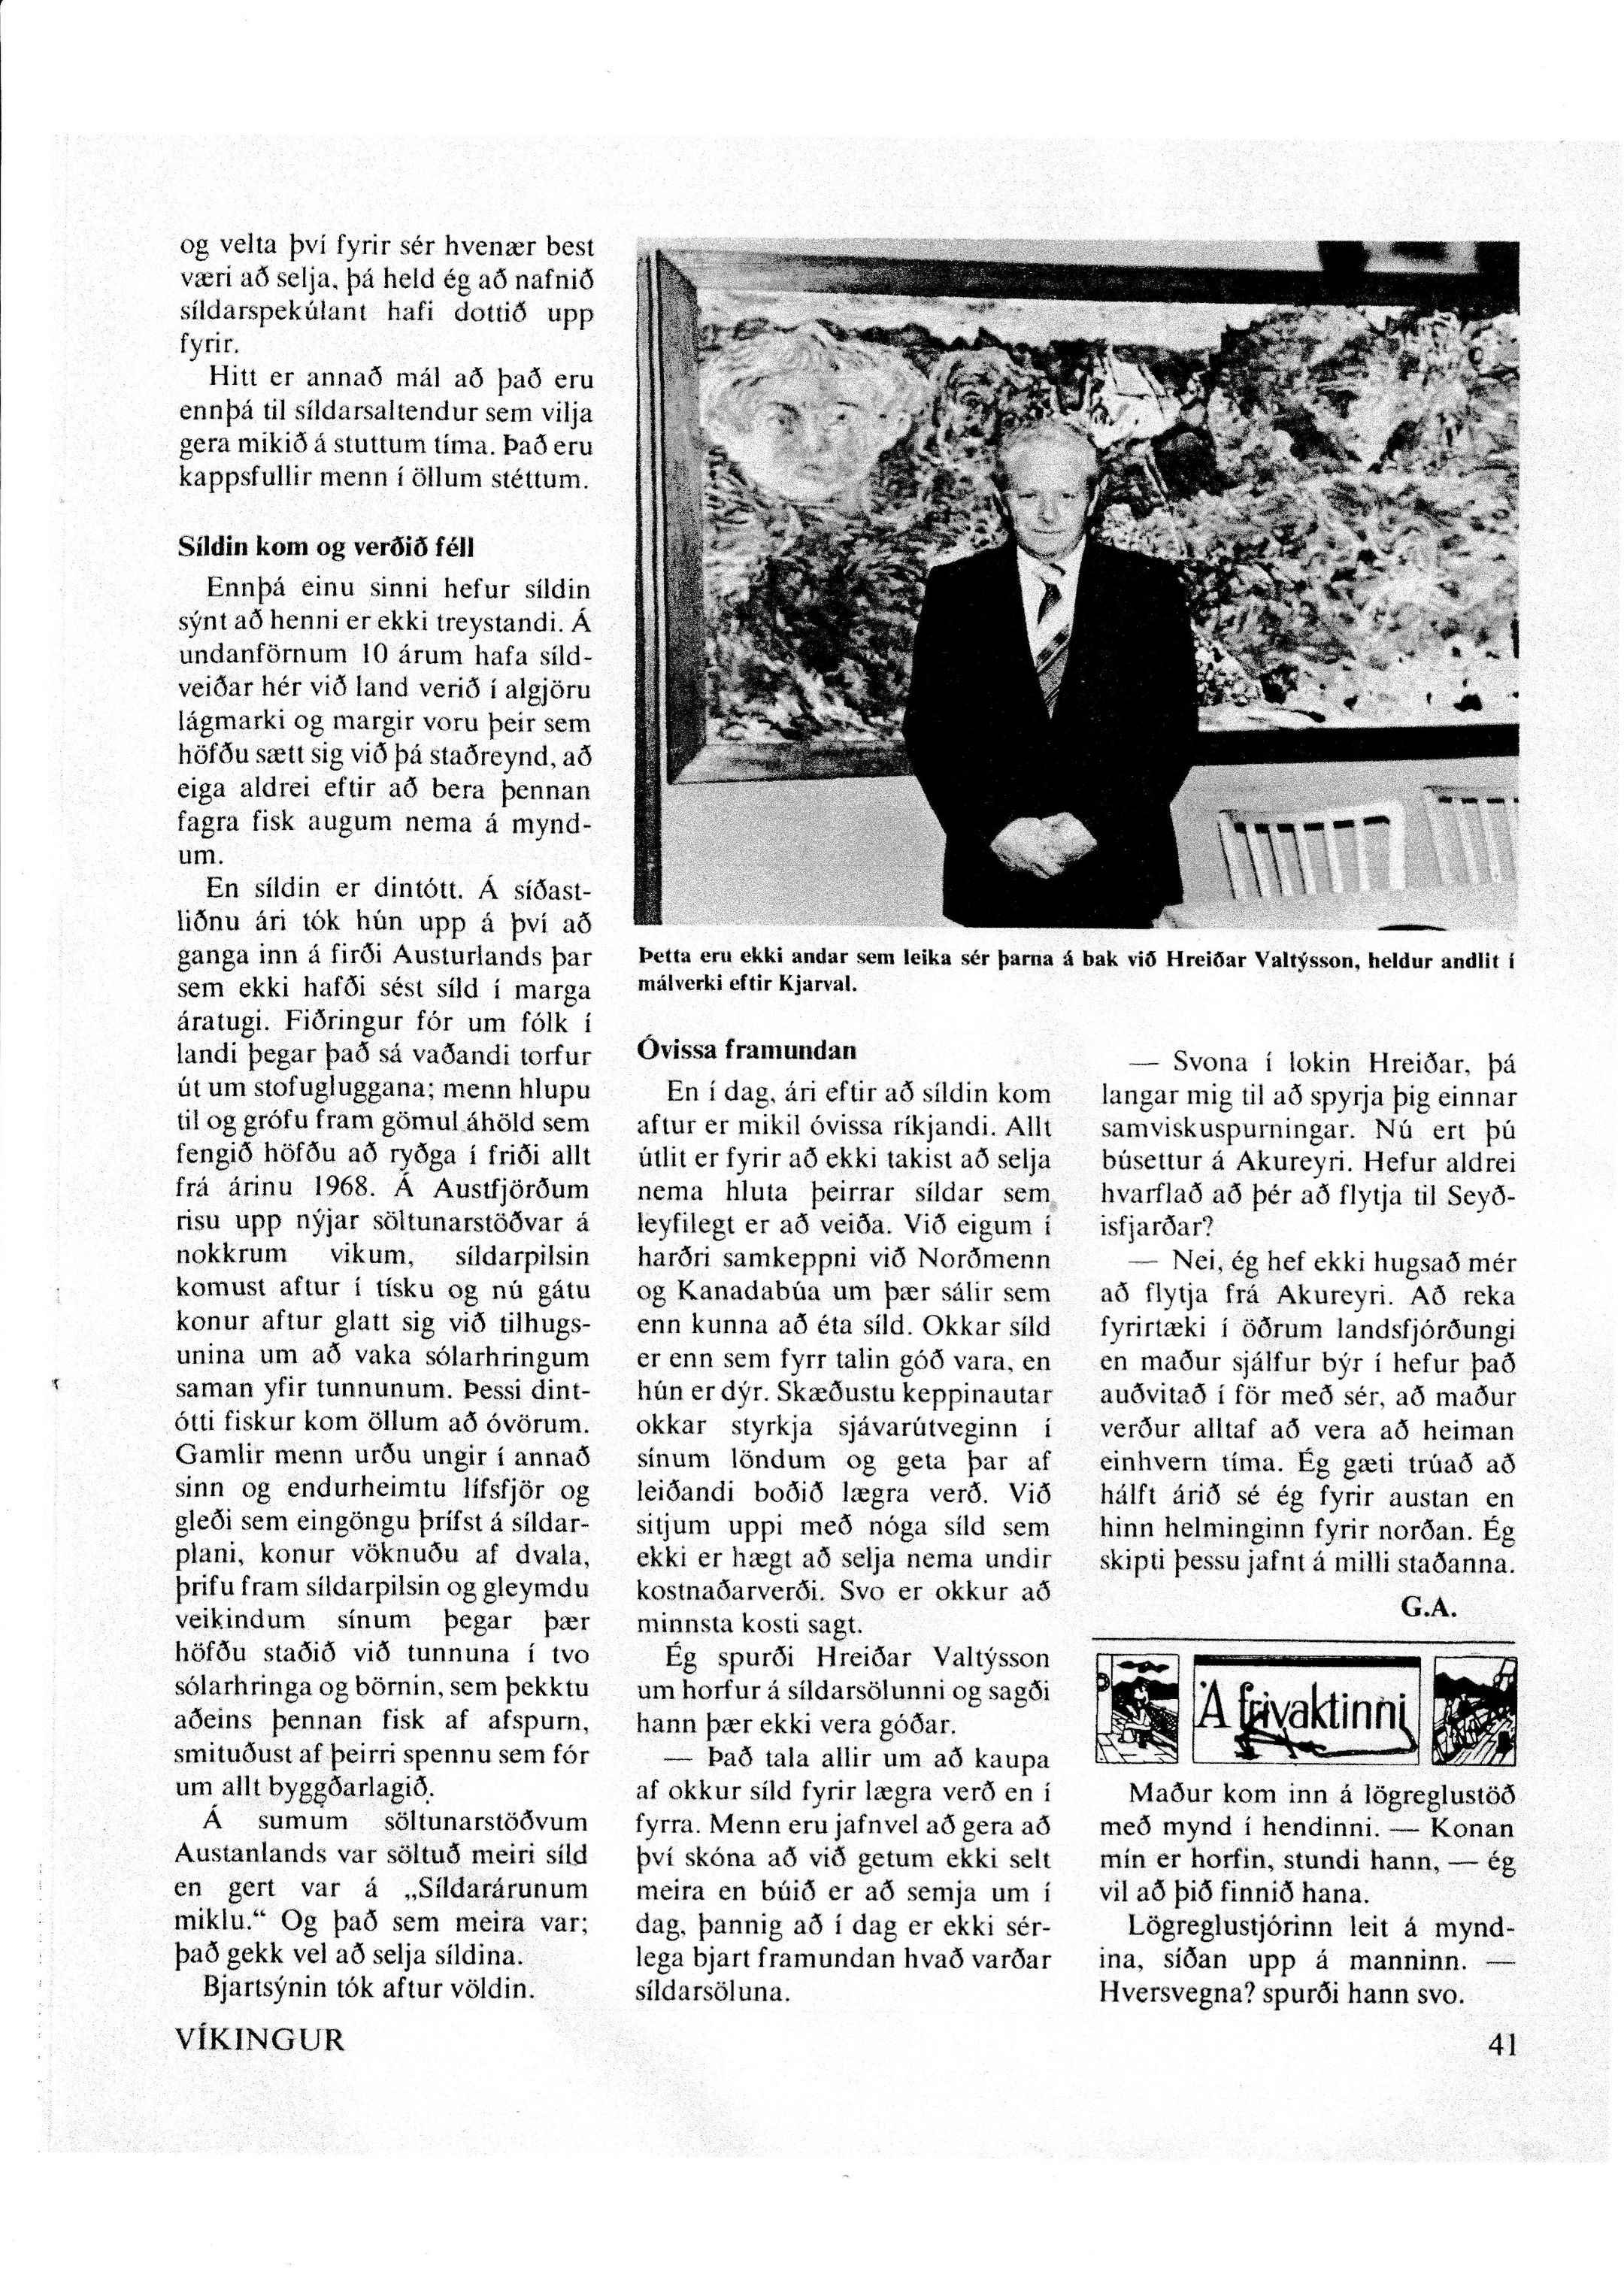 og velta því fyrir sér hvenær best
væri að selja, þá held ég að nafnið
síldarspekúlant hafi dottið upp
fyrir.
Hitt er annað mál að það eru
ennþá til síldarsaltendur sem vilja
gera mikið á stuttum tíma. Það eru
kappsfullir menn í öllum stéttum.
Síldin kom og verðið féll
Ennþá einu sinni hefur síldin
sýnt að henni er ekki treystandi. Á
undanförnum 10 árum hafa síld-
veiðar hér við land verið í algjöru
lágmarki og margir voru þeir sem
höfðu sætt sig við þá staðreynd, að
eiga aldrei eftir að bera þennan
fagra fisk augum nema á mynd-
um.
En síldin er dintótt. Á síðast-
liðnu ári tók hún upp á því að
ganga inn á firði Austurlands þar
sem ekki hafði sést síld í marga
áratugi. Fiðringur fór um fólk í
landi þegar það sá vaðandi torfur
út um stofugluggana; menn hlupu
til og grófu fram gömul áhöld sem
fengið höfðu að ryðga í friði allt
frá árinu 1968. Á Austfjörðum
risu upp nýjar söltunarstöðvar á
nokkrum vikum, síldarpilsin
komust aftur í tísku og nú gátu
konur aftur glatt sig við tilhugs-
unina um að vaka sólarhringum
saman yfir tunnunum. Þessi dint-
ótti fiskur kom öllum að óvörum.
Gamlir menn urðu ungir í annað
sinn og endurheimtu lífsfjör og
gleði sem eingöngu þrífst á síldar-
plani, konur vöknuðu af dvala,
þrifu fram síldarpilsin og gleymdu
veikindum sínum þegar þær
höfðu staðið við tunnuna í tvo
sólarhringa og börnin, sem þekktu
aðeins þennan fisk af afspurn,
smituðust af þeirri spennu sem fór
um allt byggðarlagið.
Á sumum söltunarstöðvum
Austanlands var söltuð meiri síld
en gert var á „Síldarárunum
miklu.“ Og það sem meira var;
það gekk vel að selja síldina.
Bjartsýnin tók aftur völdin.
Þetta eru ekki andar sem leika sér þarna á bak við Hreiðar Valtýsson, heldur andlit í
málverki eftir Kjarval.
Óvissa framundan
En í dag, ári eftir að síldin kom
aftur er mikil óvissa ríkjandi. Allt
útlit er fyrir að ekki takist að selja
nema hluta þeirrar síldar sem
leyfilegt er að veiða. Við eigum í
harðri samkeppni við Norðmenn
og Kanadabúa um þær sálir sem
enn kunna að éta síld. Okkar síld
er enn sem fyrr talin góð vara, en
hún er dýr. Skæðustu keppinautar
okkar styrkja sjávarútveginn í
sínum löndum og geta þar af
leiðandi boðið lægra verð. Við
sitjum uppi með nóga síld sem
ekki er hægt að selja nema undir
kostnaðarverði. Svo er okkur að
minnsta kosti sagt.
Ég spurði Hreiðar Valtýsson
um horfur á síldarsölunni og sagði
hann þær ekki vera góðar.
— Það tala allir um að kaupa
af okkur síld fyrir lægra verð en í
fyrra. Menn eru jafnvel að gera að
því skóna að við getum ekki selt
meira en búið er að semja um í
dag, þannig að í dag er ekki sér-
lega bjart framundan hvað varðar
síldarsöluna.
— Svona í lokin Hreiðar, þá
langar mig til að spyrja þig einnar
samviskuspurningar. Nú ert þú
búsettur á Akureyri. Hefur aldrei
hvarflað að þér að flytja til Seyð-
isfjarðar?
— Nei, ég hef ekki hugsað mér
að flytja frá Akureyri. Að reka
fyrirtæki í öðrum landsfjórðungi
en maður sjálfur býr í hefur það
auðvitað í för með sér, að maður
verður alltaf að vera að heiman
einhvern tíma. Ég gæti trúað að
hálft árið sé ég fyrir austan en
hinn helminginn fyrir norðan. Ég
skipti þessu jafnt á milli staðanna.
G.A.
Á frívaktinni
Maður kom inn á lögreglustöð
með mynd í hendinni. — Konan
mín er horfin, stundi hann, — ég
vil að þið finnið hana.
Lögreglustjórinn leit á mynd-
ina, síðan upp á manninn. —
Hversvegna? spurði hann svo.
VÍKINGUR
41